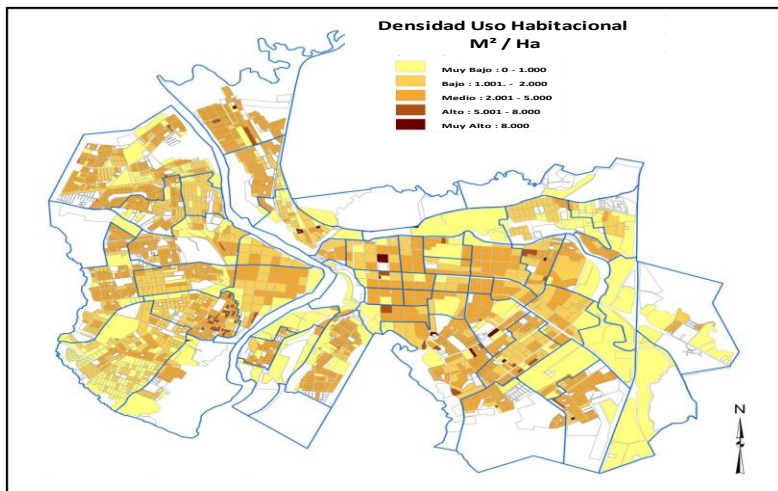 Densidad Uso Habitacional
M² / Ha
Muy Bajo : 0 - 1.000
Bajo : 1.001. - 2.000
Medio : 2.001 - 5.000
Alto : 5.001 - 8.000
Muy Alto : 8.000
N